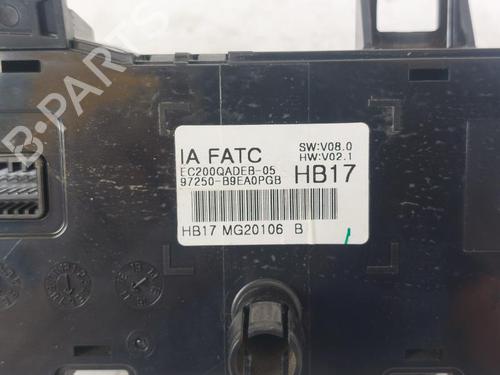 B-PARTS
IA FATC
SW:V08.0
HW:V02.1
EC200QADEB-05
97250-B9EA0PGB
HB17
HB17 MG20106 B